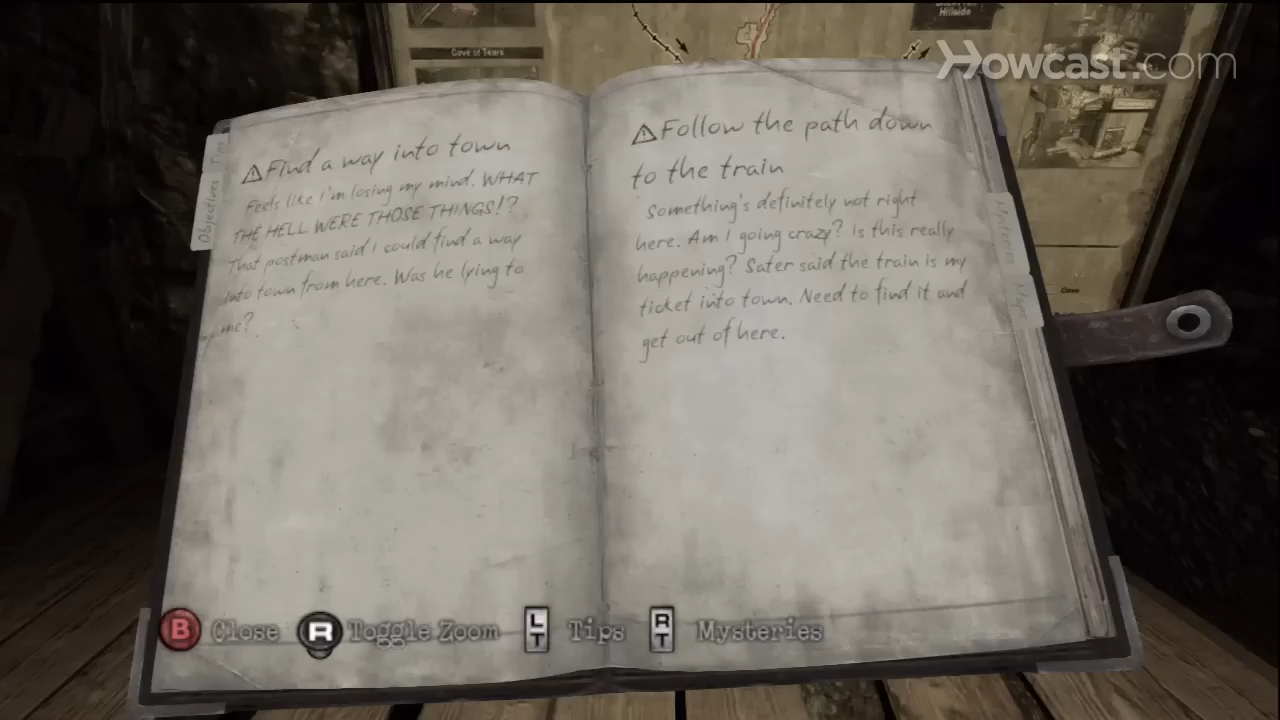 Cove of Tears
Hillside
Howcast.com
⚠Find a way into town
Feels like I'm losing my mind. WHAT
THE HELL WERE THOSE THINGS!?
That postman said I could find a way
into town from here. Was he lying to
me?
⚠Follow the path down
to the train
Something's definitely not right
here. Am I going crazy? Is this really
happening? Sater said the train is my
ticket into town. Need to find it and
get out of here.
Objectives
Tips
Mysteries
Maps
B Close
R Toggle Zoom
LT Tips
RT Mysteries